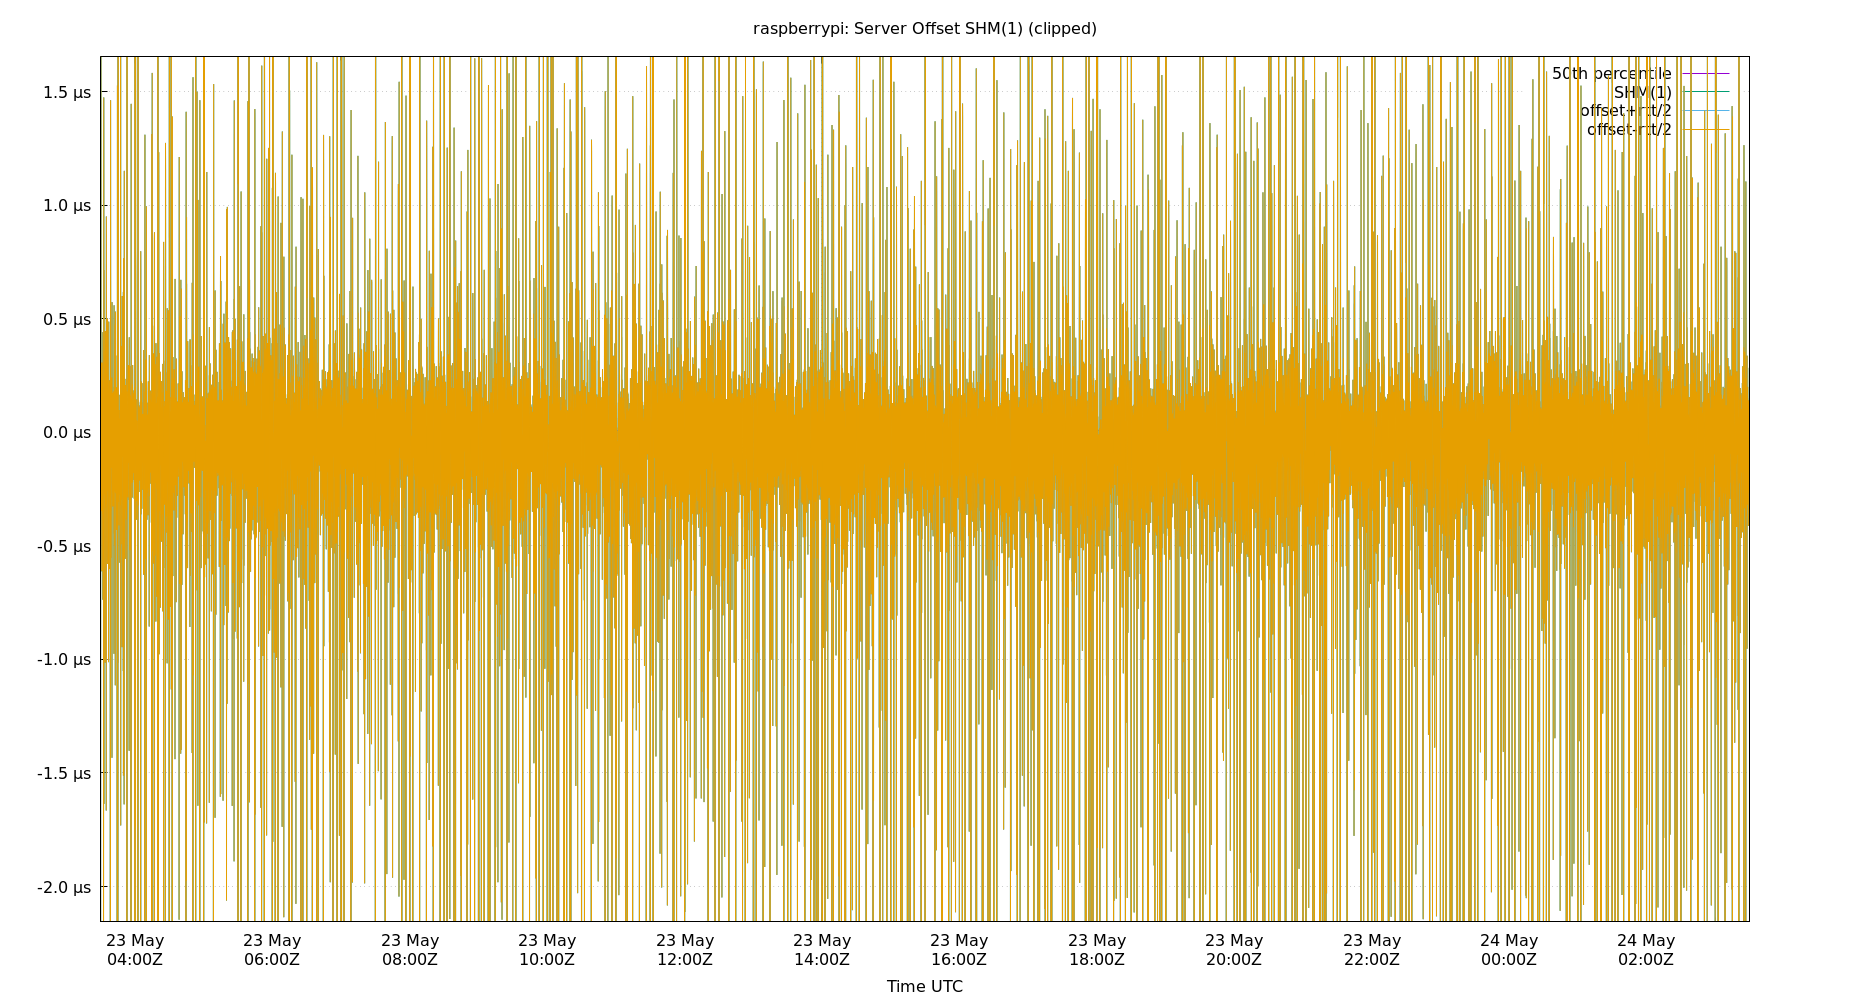 raspberrypi: Server Offset SHM(1) (clipped)
50th percentile
SHM(1)
offset+rtt/2
offset-rtt/2
1.5 µs
1.0 µs
0.5 µs
0.0 µs
-0.5 µs
-1.0 µs
-1.5 µs
-2.0 µs
23 May 23 May 23 May 23 May 23 May 23 May 23 May 23 May 23 May 23 May 24 May 24 May
04:00Z 06:00Z 08:00Z 10:00Z 12:00Z 14:00Z 16:00Z 18:00Z 20:00Z 22:00Z 00:00Z 02:00Z
Time UTC